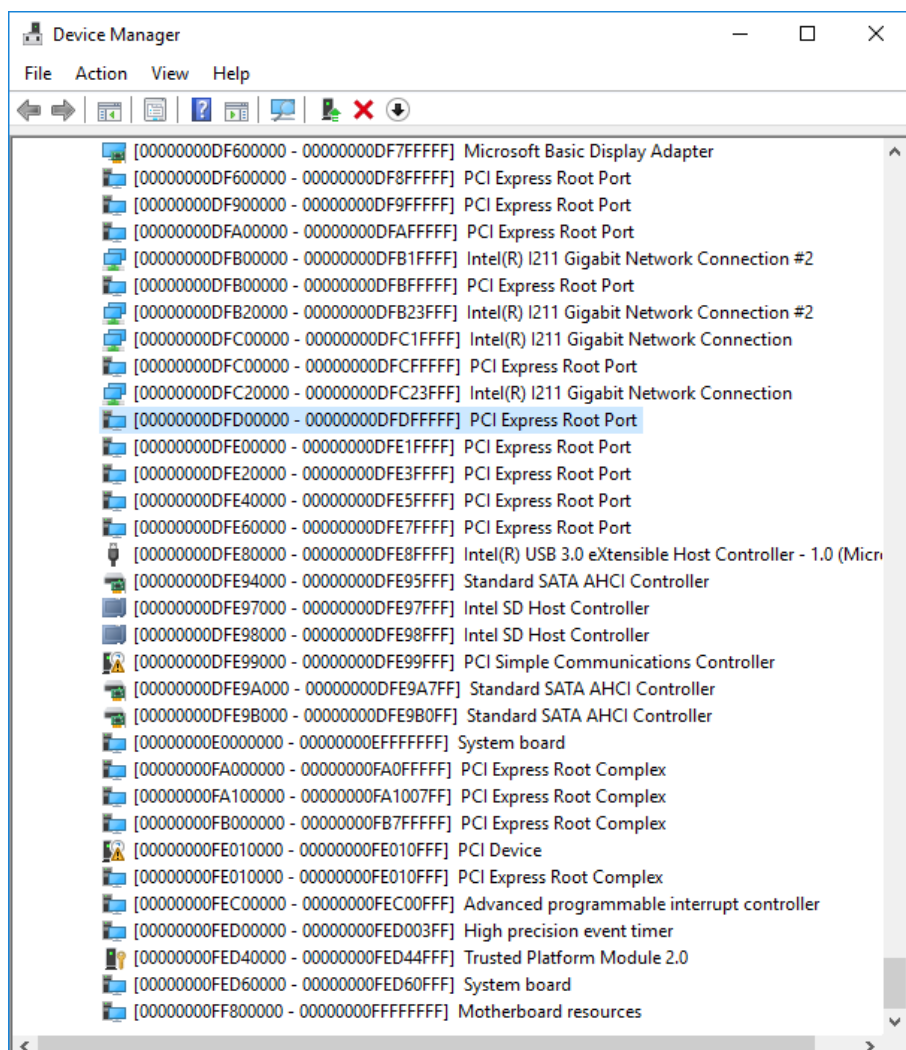 Device Manager
File Action View Help
[00000000DF600000 - 00000000DF7FFFFF] Microsoft Basic Display Adapter
[00000000DF600000 - 00000000DF8FFFFF] PCI Express Root Port
[00000000DF900000 - 00000000DF9FFFFF] PCI Express Root Port
[00000000DFA00000 - 00000000DFAFFFFF] PCI Express Root Port
[00000000DFB00000 - 00000000DFB1FFFF] Intel(R) I211 Gigabit Network Connection #2
[00000000DFB00000 - 00000000DFBFFFFF] PCI Express Root Port
[00000000DFB20000 - 00000000DFB23FFF] Intel(R) I211 Gigabit Network Connection #2
[00000000DFC00000 - 00000000DFC1FFFF] Intel(R) I211 Gigabit Network Connection
[00000000DFC00000 - 00000000DFCFFFFF] PCI Express Root Port
[00000000DFC20000 - 00000000DFC23FFF] Intel(R) I211 Gigabit Network Connection
[00000000DFD00000 - 00000000DFDFFFFF] PCI Express Root Port
[00000000DFE00000 - 00000000DFE1FFFF] PCI Express Root Port
[00000000DFE20000 - 00000000DFE3FFFF] PCI Express Root Port
[00000000DFE40000 - 00000000DFE5FFFF] PCI Express Root Port
[00000000DFE60000 - 00000000DFE7FFFF] PCI Express Root Port
[00000000DFE80000 - 00000000DFE8FFFF] Intel(R) USB 3.0 eXtensible Host Controller - 1.0 (Micr
[00000000DFE94000 - 00000000DFE95FFF] Standard SATA AHCI Controller
[00000000DFE97000 - 00000000DFE97FFF] Intel SD Host Controller
[00000000DFE98000 - 00000000DFE98FFF] Intel SD Host Controller
[00000000DFE99000 - 00000000DFE99FFF] PCI Simple Communications Controller
[00000000DFE9A000 - 00000000DFE9A7FF] Standard SATA AHCI Controller
[00000000DFE9B000 - 00000000DFE9B0FF] Standard SATA AHCI Controller
[00000000E0000000 - 00000000EFFFFFFF] System board
[00000000FA000000 - 00000000FA0FFFFF] PCI Express Root Complex
[00000000FA100000 - 00000000FA1007FF] PCI Express Root Complex
[00000000FB000000 - 00000000FB7FFFFF] PCI Express Root Complex
[00000000FE010000 - 00000000FE010FFF] PCI Device
[00000000FE010000 - 00000000FE010FFF] PCI Express Root Complex
[00000000FEC00000 - 00000000FEC00FFF] Advanced programmable interrupt controller
[00000000FED00000 - 00000000FED003FF] High precision event timer
[00000000FED40000 - 00000000FED44FFF] Trusted Platform Module 2.0
[00000000FED60000 - 00000000FED60FFF] System board
[00000000FF800000 - 00000000FFFFFFFF] Motherboard resources